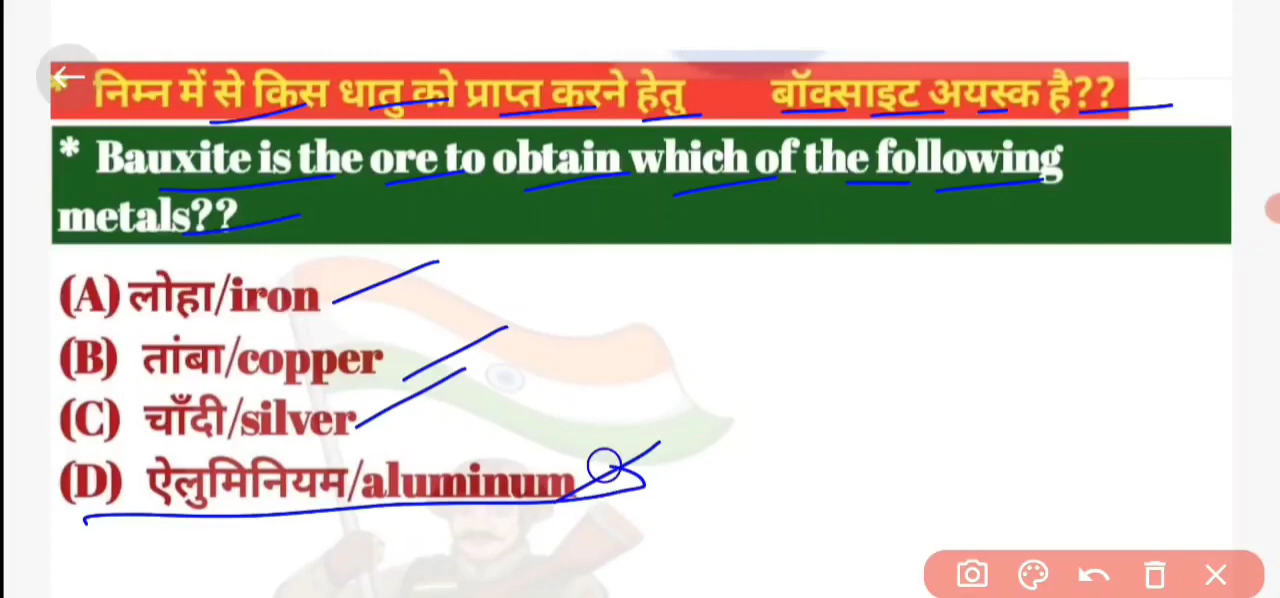 * निम्न में से किस धातु को प्राप्त करने हेतु बॉक्साइट अयस्क है??
* Bauxite is the ore to obtain which of the following
metals??
(A) लोहा/iron
(B) तांबा/copper
(C) चाँदी/silver
(D) ऐलुमिनियम/aluminum